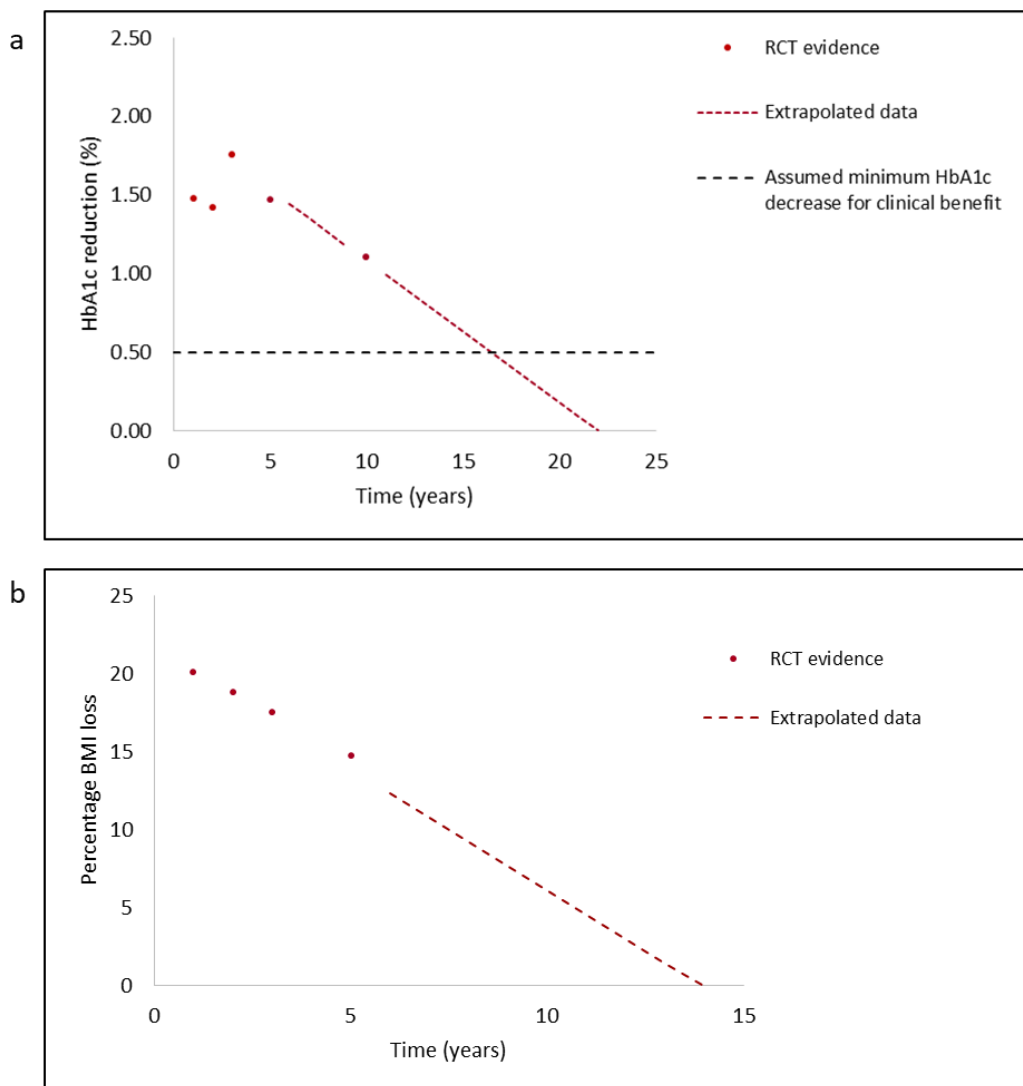 a
2.50
2.00
1.50
1.00
0.50
0.00
HbA1c reduction (%)
0 5 10 15 20 25
Time (years)
RCT evidence
Extrapolated data
Assumed minimum HbA1c
decrease for clinical benefit
b
25
20
15
10
5
0
Percentage BMI loss
0 5 10 15
Time (years)
RCT evidence
Extrapolated data